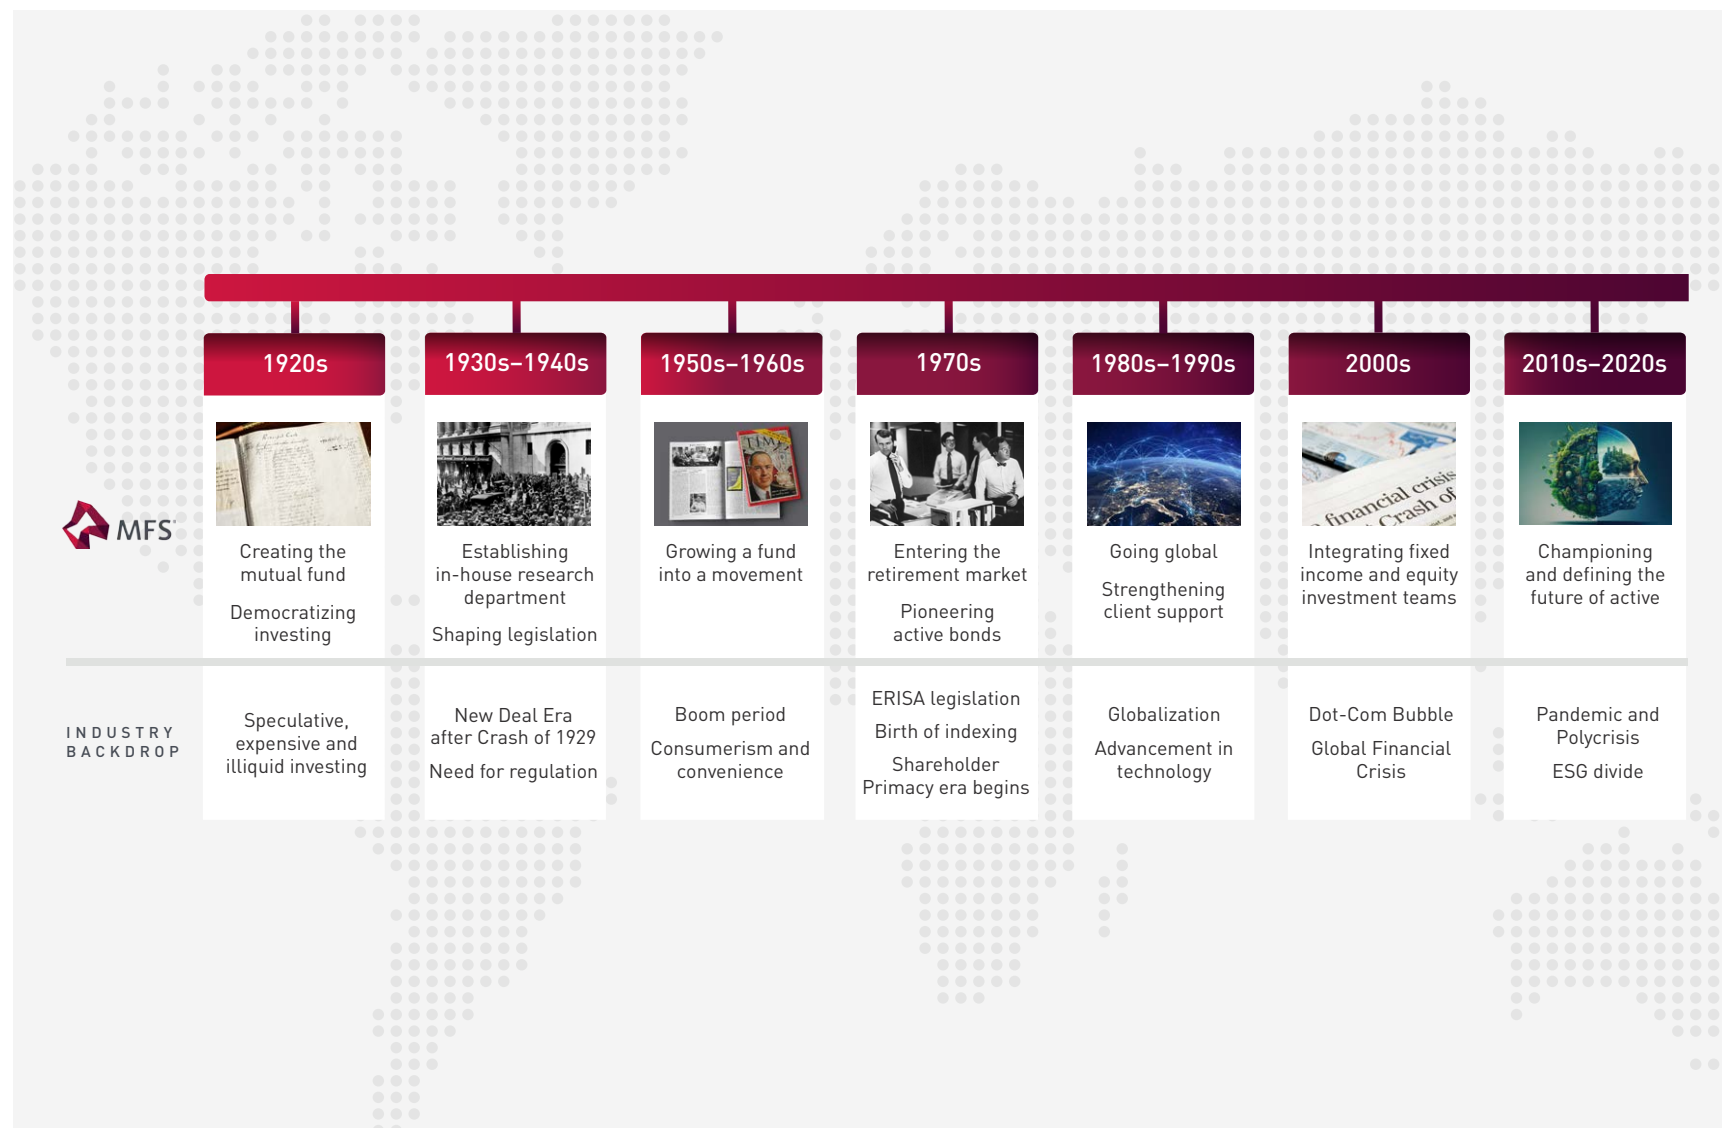 1920s
1930s–1940s
1950s–1960s
1970s
1980s–1990s
2000s
2010s–2020s
TIME
financial crisis
Crash of
MFS
Creating the
mutual fund
Democratizing
investing
Establishing
in-house research
department
Shaping legislation
Growing a fund
into a movement
Entering the
retirement market
Pioneering
active bonds
Going global
Strengthening
client support
Integrating fixed
income and equity
investment teams
Championing
and defining the
future of active
INDUSTRY
BACKDROP
Speculative,
expensive and
illiquid investing
New Deal Era
after Crash of 1929
Need for regulation
Boom period
Consumerism and
convenience
ERISA legislation
Birth of indexing
Shareholder
Primacy era begins
Globalization
Advancement in
technology
Dot-Com Bubble
Global Financial
Crisis
Pandemic and
Polycrisis
ESG divide